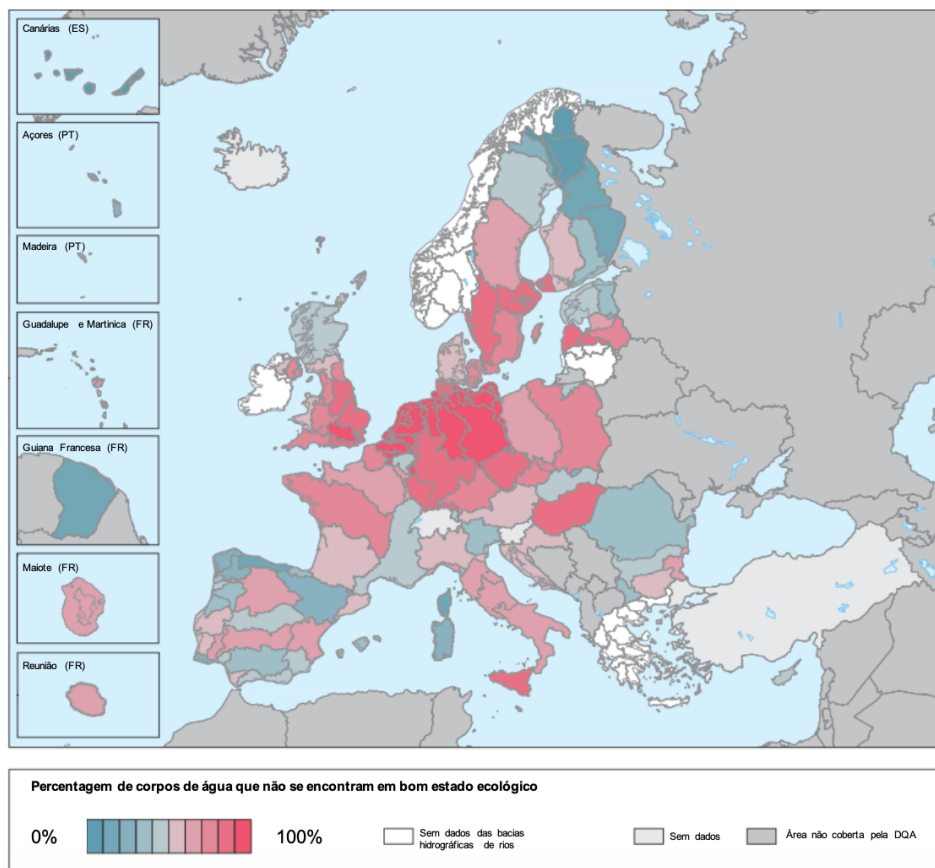 Canárias (ES)
Açores (PT)
Madeira (PT)
Guadalupe e Martinica (FR)
Guiana Francesa (FR)
Maiote (FR)
Reunião (FR)
Percentagem de corpos de água que não se encontram em bom estado ecológico
0%
100%
Sem dados das bacias
hidrográficas de rios
Sem dados
Área não coberta pela DQA